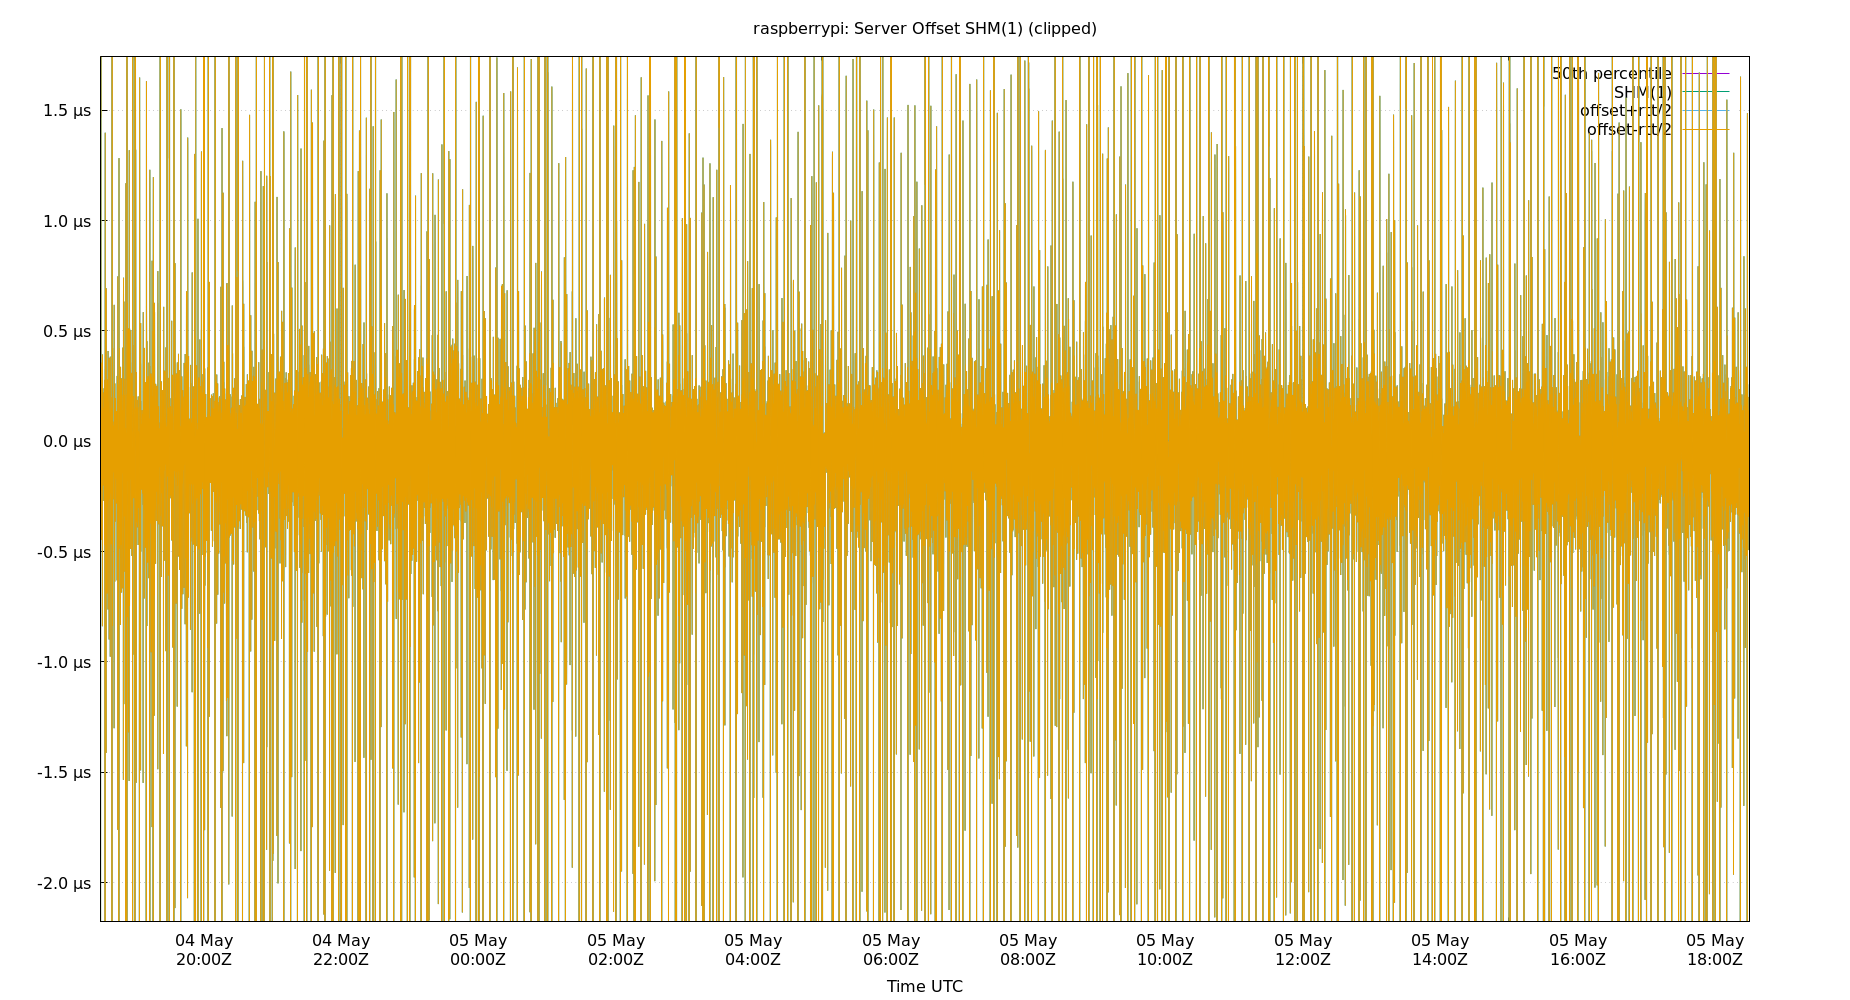 raspberrypi: Server Offset SHM(1) (clipped)
50th percentile
SHM(1)
offset+rtt/2
offset-rtt/2
1.5 µs
1.0 µs
0.5 µs
0.0 µs
-0.5 µs
-1.0 µs
-1.5 µs
-2.0 µs
04 May 04 May 05 May 05 May 05 May 05 May 05 May 05 May 05 May 05 May 05 May 05 May
20:00Z 22:00Z 00:00Z 02:00Z 04:00Z 06:00Z 08:00Z 10:00Z 12:00Z 14:00Z 16:00Z 18:00Z
Time UTC